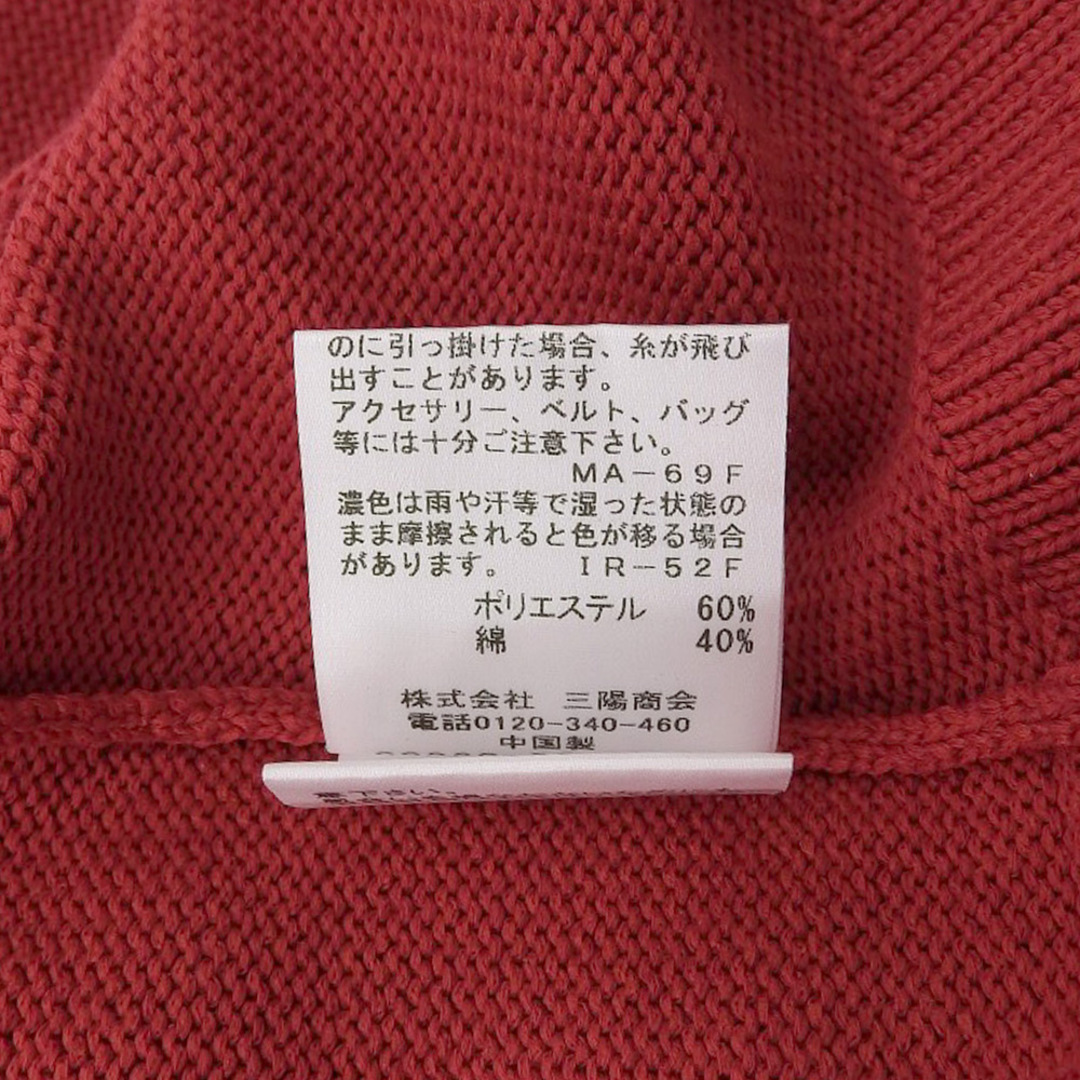 のに引っ掛けた場合、糸が飛び
出すことがあります。
アクセサリー、ベルト、バッグ
等には十分ご注意下さい。
MA-69F
濃色は雨や汗等で湿った状態の
まま摩擦されると色が移る場合
があります。 IR-52F
ポリエステル 60%
綿 40%
株式会社 三陽商会
電話0120-340-460
中国製